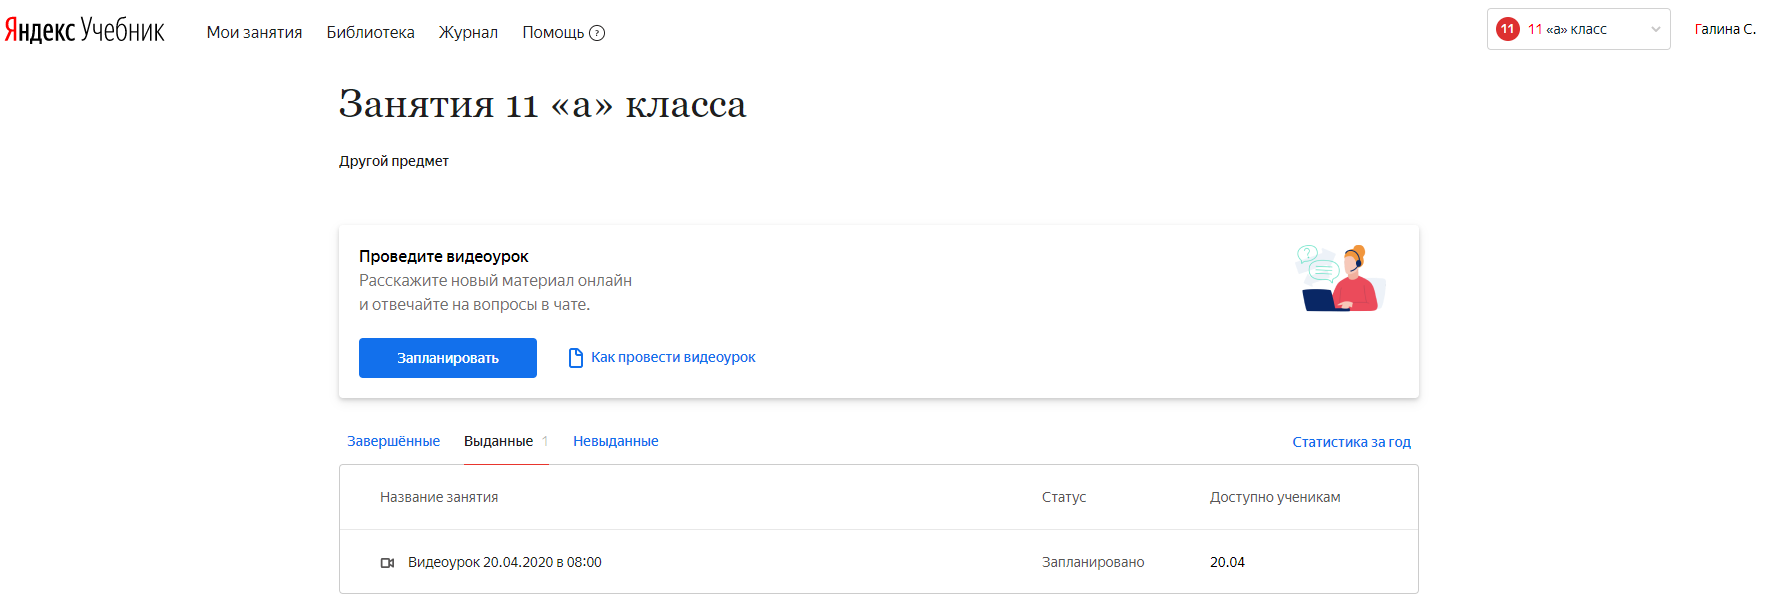 Яндекс Учебник Мои занятия Библиотека Журнал Помощь ? 11 11 «а» класс Галина С.
Занятия 11 «а» класса
Другой предмет
Проведите видеоурок
Расскажите новый материал онлайн
и отвечайте на вопросы в чате.
Запланировать Как провести видеоурок
Завершённые Выданные 1 Невыданные Статистика за год
Название занятия Статус Доступно ученикам
Видеоурок 20.04.2020 в 08:00 Запланировано 20.04